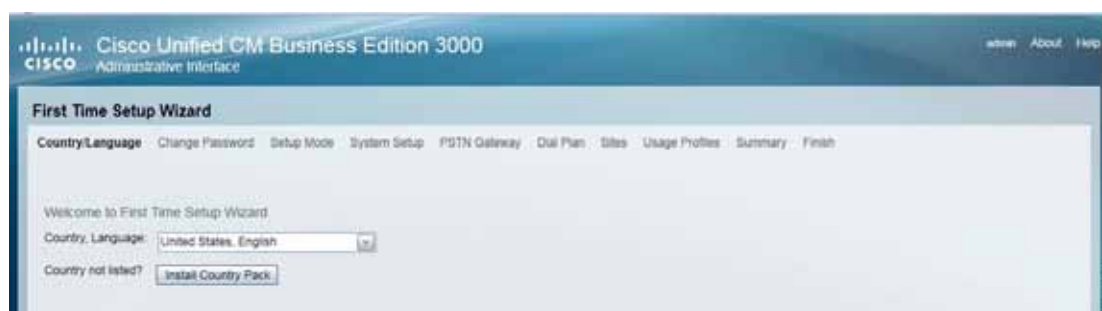 CISCO Cisco Unified CM Business Edition 3000
Administrative Interface
admin About Help
First Time Setup Wizard
Country/Language Change Password Setup Mode System Setup PSTN Gateway Dial Plan Sites Usage Profiles Summary Finish
Welcome to First Time Setup Wizard
Country, Language: United States, English
Country not listed? Install Country Pack